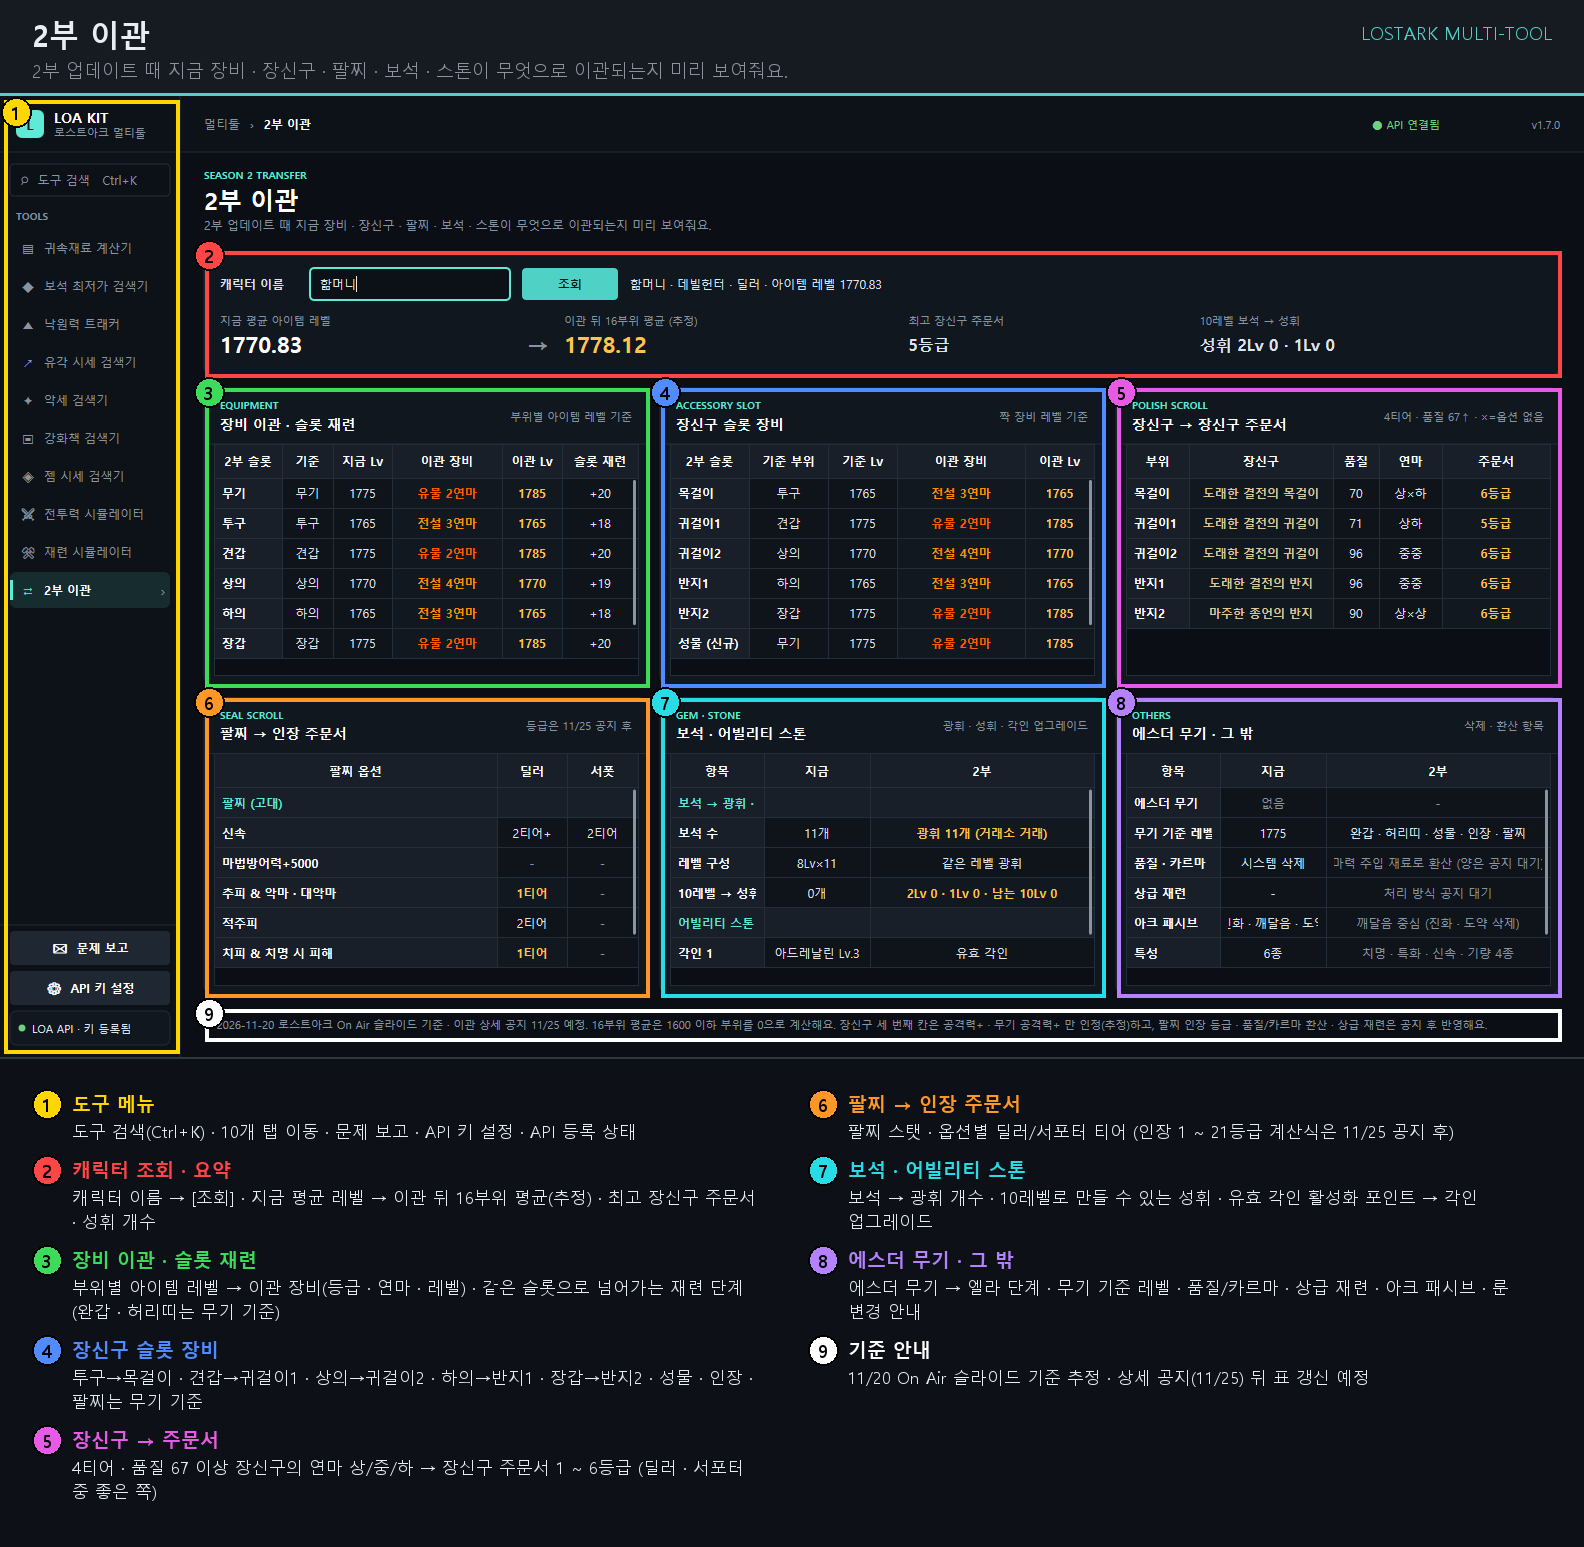 2부 이관
LOSTARK MULTI-TOOL
2부 업데이트 때 지금 장비 · 장신구 · 팔찌 · 보석 · 스톤이 무엇으로 이관되는지 미리 보여줘요.
1
L
LOA KIT
로스트아크 멀티툴
도구 검색 Ctrl+K
TOOLS
귀속재료 계산기
보석 최저가 검색기
낙원력 트래커
유각 시세 검색기
악세 검색기
강화책 검색기
젬 시세 검색기
전투력 시뮬레이터
재련 시뮬레이터
2부 이관 ›
문제 보고
API 키 설정
LOA API · 키 등록됨
멀티툴 › 2부 이관
API 연결됨 v1.7.0
SEASON 2 TRANSFER
2부 이관
2부 업데이트 때 지금 장비 · 장신구 · 팔찌 · 보석 · 스톤이 무엇으로 이관되는지 미리 보여줘요.
2
캐릭터 이름 핢머니 조회 핢머니 · 데빌헌터 · 딜러 · 아이템 레벨 1770.83
지금 평균 아이템 레벨 이관 뒤 16부위 평균 (추정) 최고 장신구 주문서 10레벨 보석 → 성휘
1770.83 → 1778.12 5등급 성휘 2Lv 0 · 1Lv 0
3
EQUIPMENT
장비 이관 · 슬롯 재련 부위별 아이템 레벨 기준
2부 슬롯 기준 지금 Lv 이관 장비 이관 Lv 슬롯 재련
무기 무기 1775 유물 2연마 1785 +20
투구 투구 1765 전설 3연마 1765 +18
견갑 견갑 1775 유물 2연마 1785 +20
상의 상의 1770 전설 4연마 1770 +19
하의 하의 1765 전설 3연마 1765 +18
장갑 장갑 1775 유물 2연마 1785 +20
4
ACCESSORY SLOT
장신구 슬롯 장비 짝 장비 레벨 기준
2부 슬롯 기준 부위 기준 Lv 이관 장비 이관 Lv
목걸이 투구 1765 전설 3연마 1765
귀걸이1 견갑 1775 유물 2연마 1785
귀걸이2 상의 1770 전설 4연마 1770
반지1 하의 1765 전설 3연마 1765
반지2 장갑 1775 유물 2연마 1785
성물 (신규) 무기 1775 유물 2연마 1785
5
POLISH SCROLL
장신구 → 장신구 주문서 4티어 · 품질 67↑ · ×=옵션 없음
부위 장신구 품질 연마 주문서
목걸이 도래한 결전의 목걸이 70 상×하 6등급
귀걸이1 도래한 결전의 귀걸이 71 상하 5등급
귀걸이2 도래한 결전의 귀걸이 96 중중 6등급
반지1 도래한 결전의 반지 96 중중 6등급
반지2 마주한 종언의 반지 90 상×상 6등급
6
SEAL SCROLL
팔찌 → 인장 주문서 등급은 11/25 공지 후
팔찌 옵션 딜러 서폿
팔찌 (고대)
신속 2티어+ 2티어
마법방어력+5000 - -
추피 & 악마 · 대악마 1티어 -
적주피 2티어 -
치피 & 치명 시 피해 1티어 -
7
GEM · STONE
보석 · 어빌리티 스톤 광휘 · 성휘 · 각인 업그레이드
항목 지금 2부
보석 → 광휘 ·
보석 수 11개 광휘 11개 (거래소 거래)
레벨 구성 8Lv×11 같은 레벨 광휘
10레벨 → 성휘 0개 2Lv 0 · 1Lv 0 · 남는 10Lv 0
어빌리티 스톤
각인 1 아드레날린 Lv.3 유효 각인
8
OTHERS
에스더 무기 · 그 밖 삭제 · 환산 항목
항목 지금 2부
에스더 무기 없음 -
무기 기준 레벨 1775 완갑 · 허리띠 · 성물 · 인장 · 팔찌
품질 · 카르마 시스템 삭제 마력 주입 재료로 환산 (양은 공지 대기)
상급 재련 - 처리 방식 공지 대기
아크 패시브 진화 · 깨달음 · 도약 깨달음 중심 (진화 · 도약 삭제)
특성 6종 치명 · 특화 · 신속 · 기량 4종
9
2026-11-20 로스트아크 On Air 슬라이드 기준 · 이관 상세 공지 11/25 예정. 16부위 평균은 1600 이하 부위를 0으로 계산해요. 장신구 세 번째 칸은 공격력+ · 무기 공격력+ 만 인정(추정)하고, 팔찌 인장 등급 · 품질/카르마 환산 · 상급 재련은 공지 후 반영해요.
1 도구 메뉴
도구 검색(Ctrl+K) · 10개 탭 이동 · 문제 보고 · API 키 설정 · API 등록 상태
2 캐릭터 조회 · 요약
캐릭터 이름 → [조회] · 지금 평균 레벨 → 이관 뒤 16부위 평균(추정) · 최고 장신구 주문서
· 성휘 개수
3 장비 이관 · 슬롯 재련
부위별 아이템 레벨 → 이관 장비(등급 · 연마 · 레벨) · 같은 슬롯으로 넘어가는 재련 단계
(완갑 · 허리띠는 무기 기준)
4 장신구 슬롯 장비
투구→목걸이 · 견갑→귀걸이1 · 상의→귀걸이2 · 하의→반지1 · 장갑→반지2 · 성물 · 인장 ·
팔찌는 무기 기준
5 장신구 → 주문서
4티어 · 품질 67 이상 장신구의 연마 상/중/하 → 장신구 주문서 1 ~ 6등급 (딜러 · 서포터
중 좋은 쪽)
6 팔찌 → 인장 주문서
팔찌 스탯 · 옵션별 딜러/서포터 티어 (인장 1 ~ 21등급 계산식은 11/25 공지 후)
7 보석 · 어빌리티 스톤
보석 → 광휘 개수 · 10레벨로 만들 수 있는 성휘 · 유효 각인 활성화 포인트 → 각인
업그레이드
8 에스더 무기 · 그 밖
에스더 무기 → 엘라 단계 · 무기 기준 레벨 · 품질/카르마 · 상급 재련 · 아크 패시브 · 룬
변경 안내
9 기준 안내
11/20 On Air 슬라이드 기준 추정 · 상세 공지(11/25) 뒤 표 갱신 예정